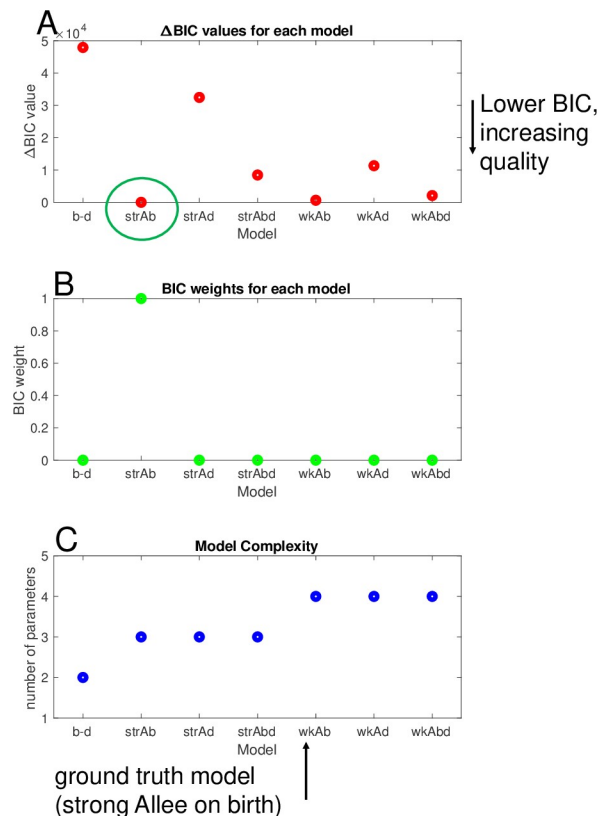 A
×10⁴
ΔBIC values for each model
5
4
3
2
1
0
ΔBIC value
b-d strAb strAd strAbd wkAb wkAd wkAbd
Model
Lower BIC,
increasing
quality
B
BIC weights for each model
1
0.8
0.6
0.4
0.2
0
BIC weight
b-d strAb strAd strAbd wkAb wkAd wkAbd
Model
C
Model Complexity
5
4
3
2
1
number of parameters
b-d strAb strAd strAbd wkAb wkAd wkAbd
Model
ground truth model
(strong Allee on birth)